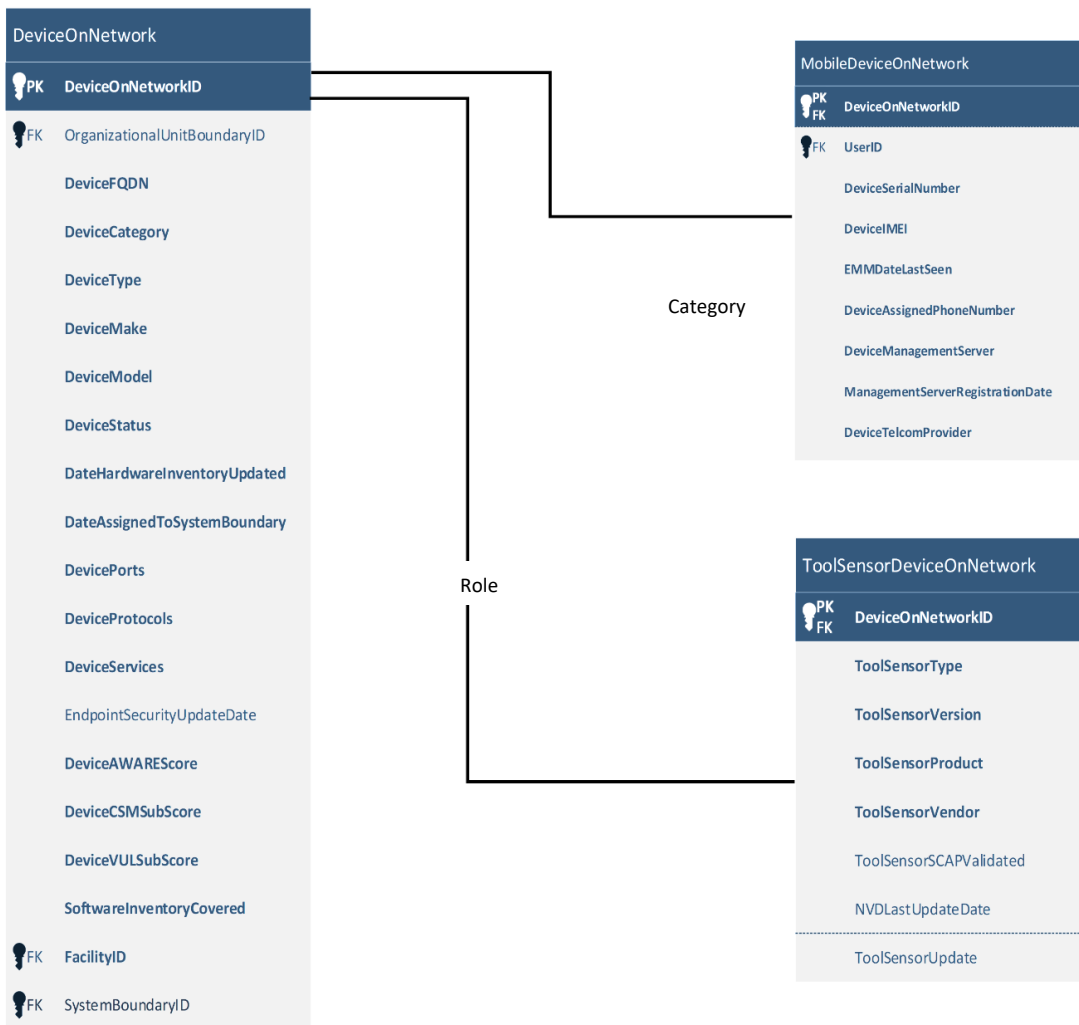 DeviceOnNetwork
PK DeviceOnNetworkID
FK OrganizationalUnitBoundaryID
DeviceFQDN
DeviceCategory
DeviceType
DeviceMake
DeviceModel
DeviceStatus
DateHardwareInventoryUpdated
DateAssignedToSystemBoundary
DevicePorts
DeviceProtocols
DeviceServices
EndpointSecurityUpdateDate
DeviceAWAREScore
DeviceCSMSubScore
DeviceVULSubScore
SoftwareInventoryCovered
FK FacilityID
FK SystemBoundaryID
Category
Role
MobileDeviceOnNetwork
PK
FK DeviceOnNetworkID
FK UserID
DeviceSerialNumber
DeviceIMEI
EMMDateLastSeen
DeviceAssignedPhoneNumber
DeviceManagementServer
ManagementServerRegistrationDate
DeviceTelcomProvider
ToolSensorDeviceOnNetwork
PK
FK DeviceOnNetworkID
ToolSensorType
ToolSensorVersion
ToolSensorProduct
ToolSensorVendor
ToolSensorSCAPValidated
NVDLastUpdateDate
ToolSensorUpdate